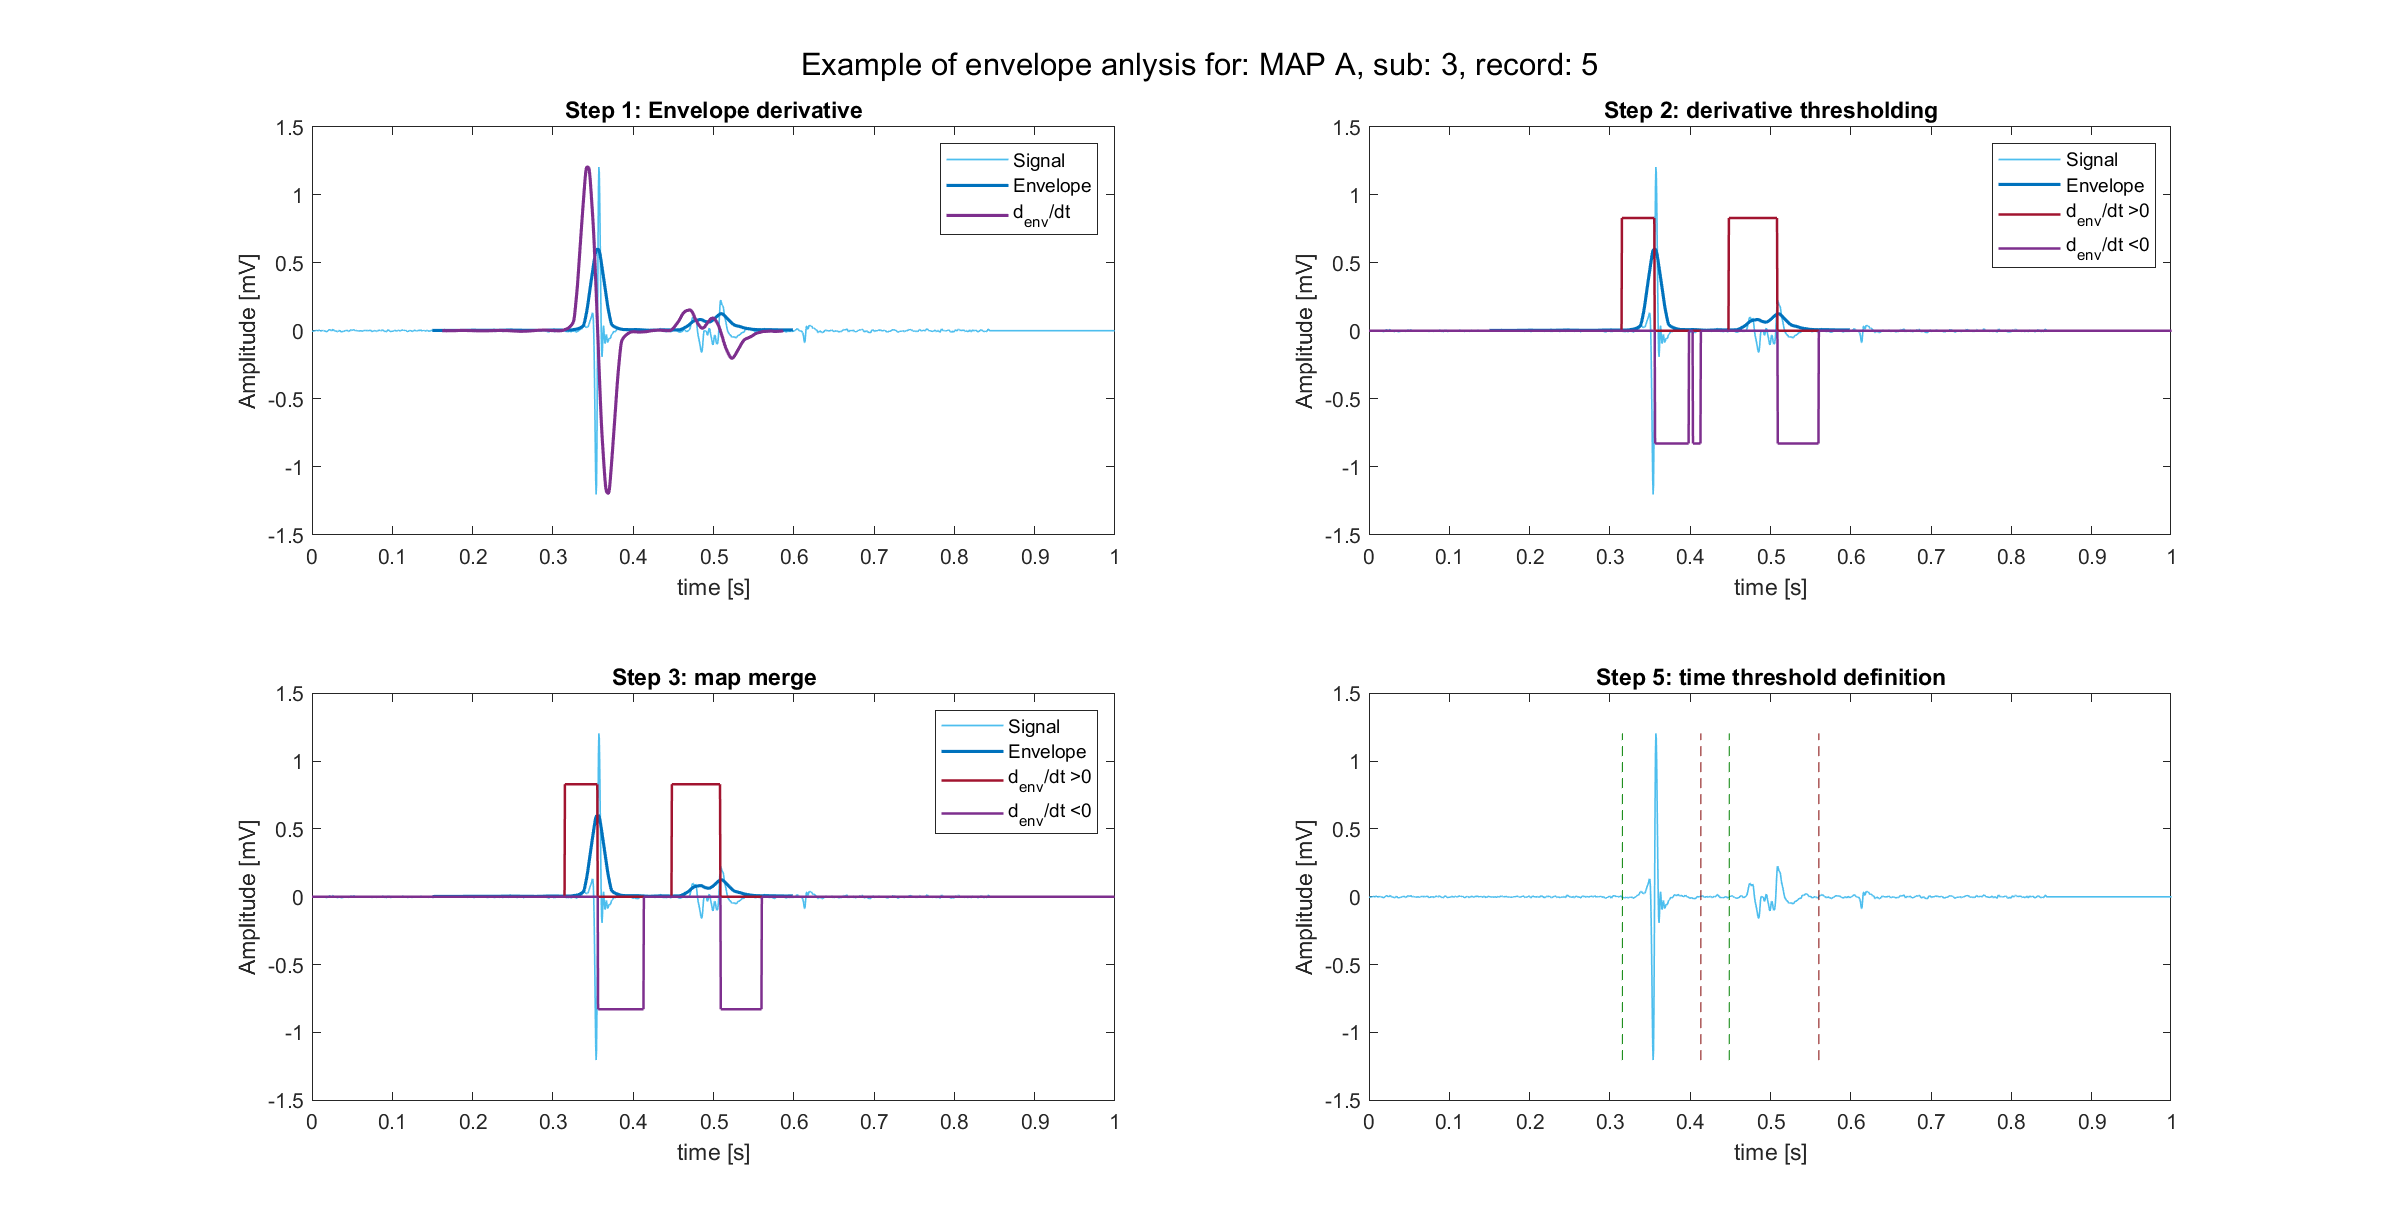 Example of envelope anlysis for: MAP A, sub: 3, record: 5
Step 1: Envelope derivative
1.5
1
0.5
0
-0.5
-1
-1.5
Amplitude [mV]
0 0.1 0.2 0.3 0.4 0.5 0.6 0.7 0.8 0.9 1
time [s]
Signal
Envelope
d_env/dt
Step 2: derivative thresholding
1.5
1
0.5
0
-0.5
-1
-1.5
Amplitude [mV]
0 0.1 0.2 0.3 0.4 0.5 0.6 0.7 0.8 0.9 1
time [s]
Signal
Envelope
d_env/dt >0
d_env/dt <0
Step 3: map merge
1.5
1
0.5
0
-0.5
-1
-1.5
Amplitude [mV]
0 0.1 0.2 0.3 0.4 0.5 0.6 0.7 0.8 0.9 1
time [s]
Signal
Envelope
d_env/dt >0
d_env/dt <0
Step 5: time threshold definition
1.5
1
0.5
0
-0.5
-1
-1.5
Amplitude [mV]
0 0.1 0.2 0.3 0.4 0.5 0.6 0.7 0.8 0.9 1
time [s]